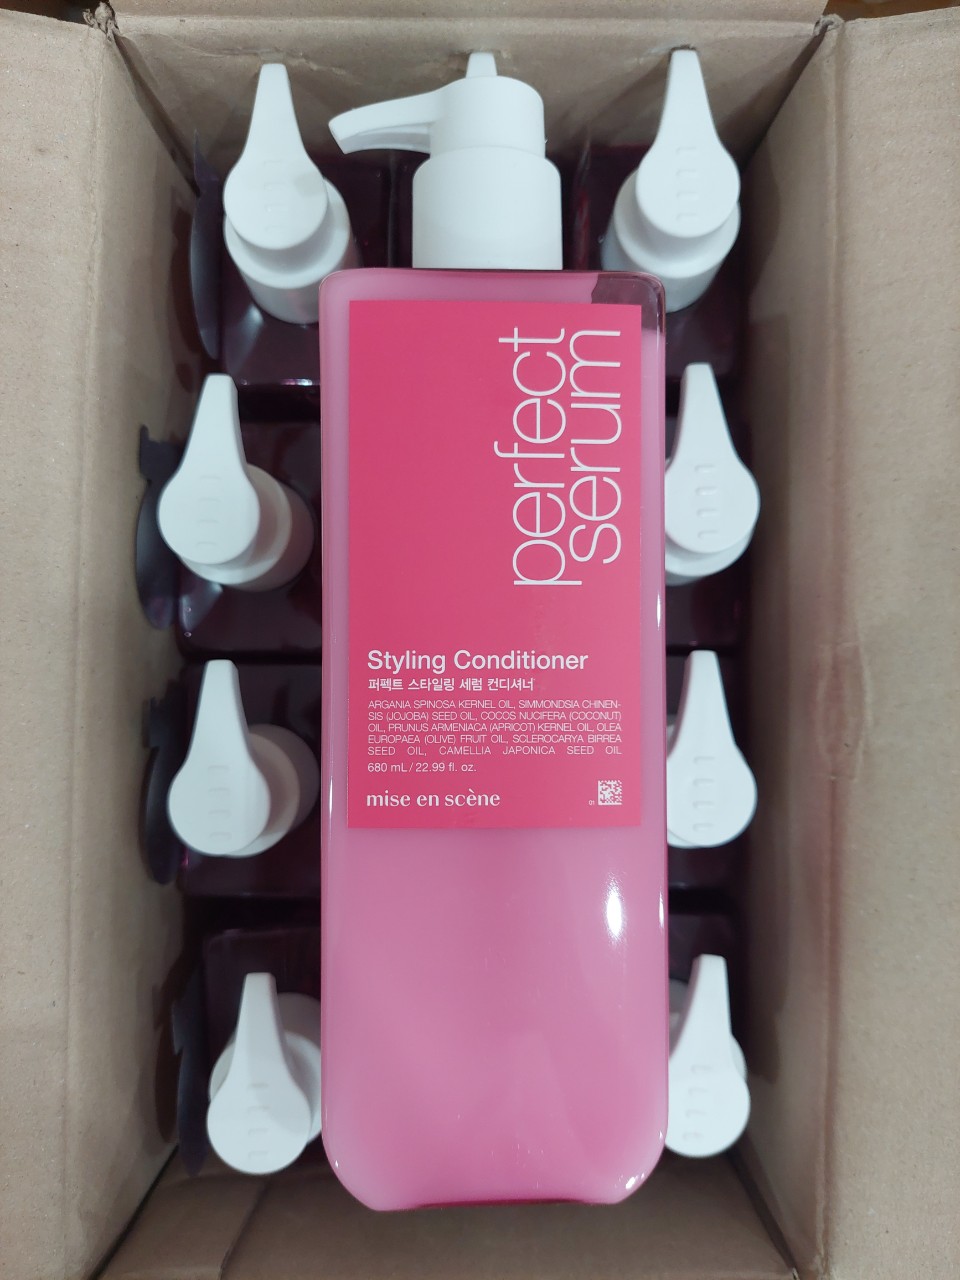 perfect
serum
Styling Conditioner
퍼펙트 스타일링 세럼 컨디셔너
ARGANIA SPINOSA KERNEL OIL, SIMMONDSIA CHINEN-
SIS (JOJOBA) SEED OIL, COCOS NUCIFERA (COCONUT)
OIL, PRUNUS ARMENIACA (APRICOT) KERNEL OIL, OLEA
EUROPAEA (OLIVE) FRUIT OIL, SCLEROCARYA BIRREA
SEED OIL, CAMELLIA JAPONICA SEED OIL
680 mL / 22.99 fl. oz.
mise en scène
01